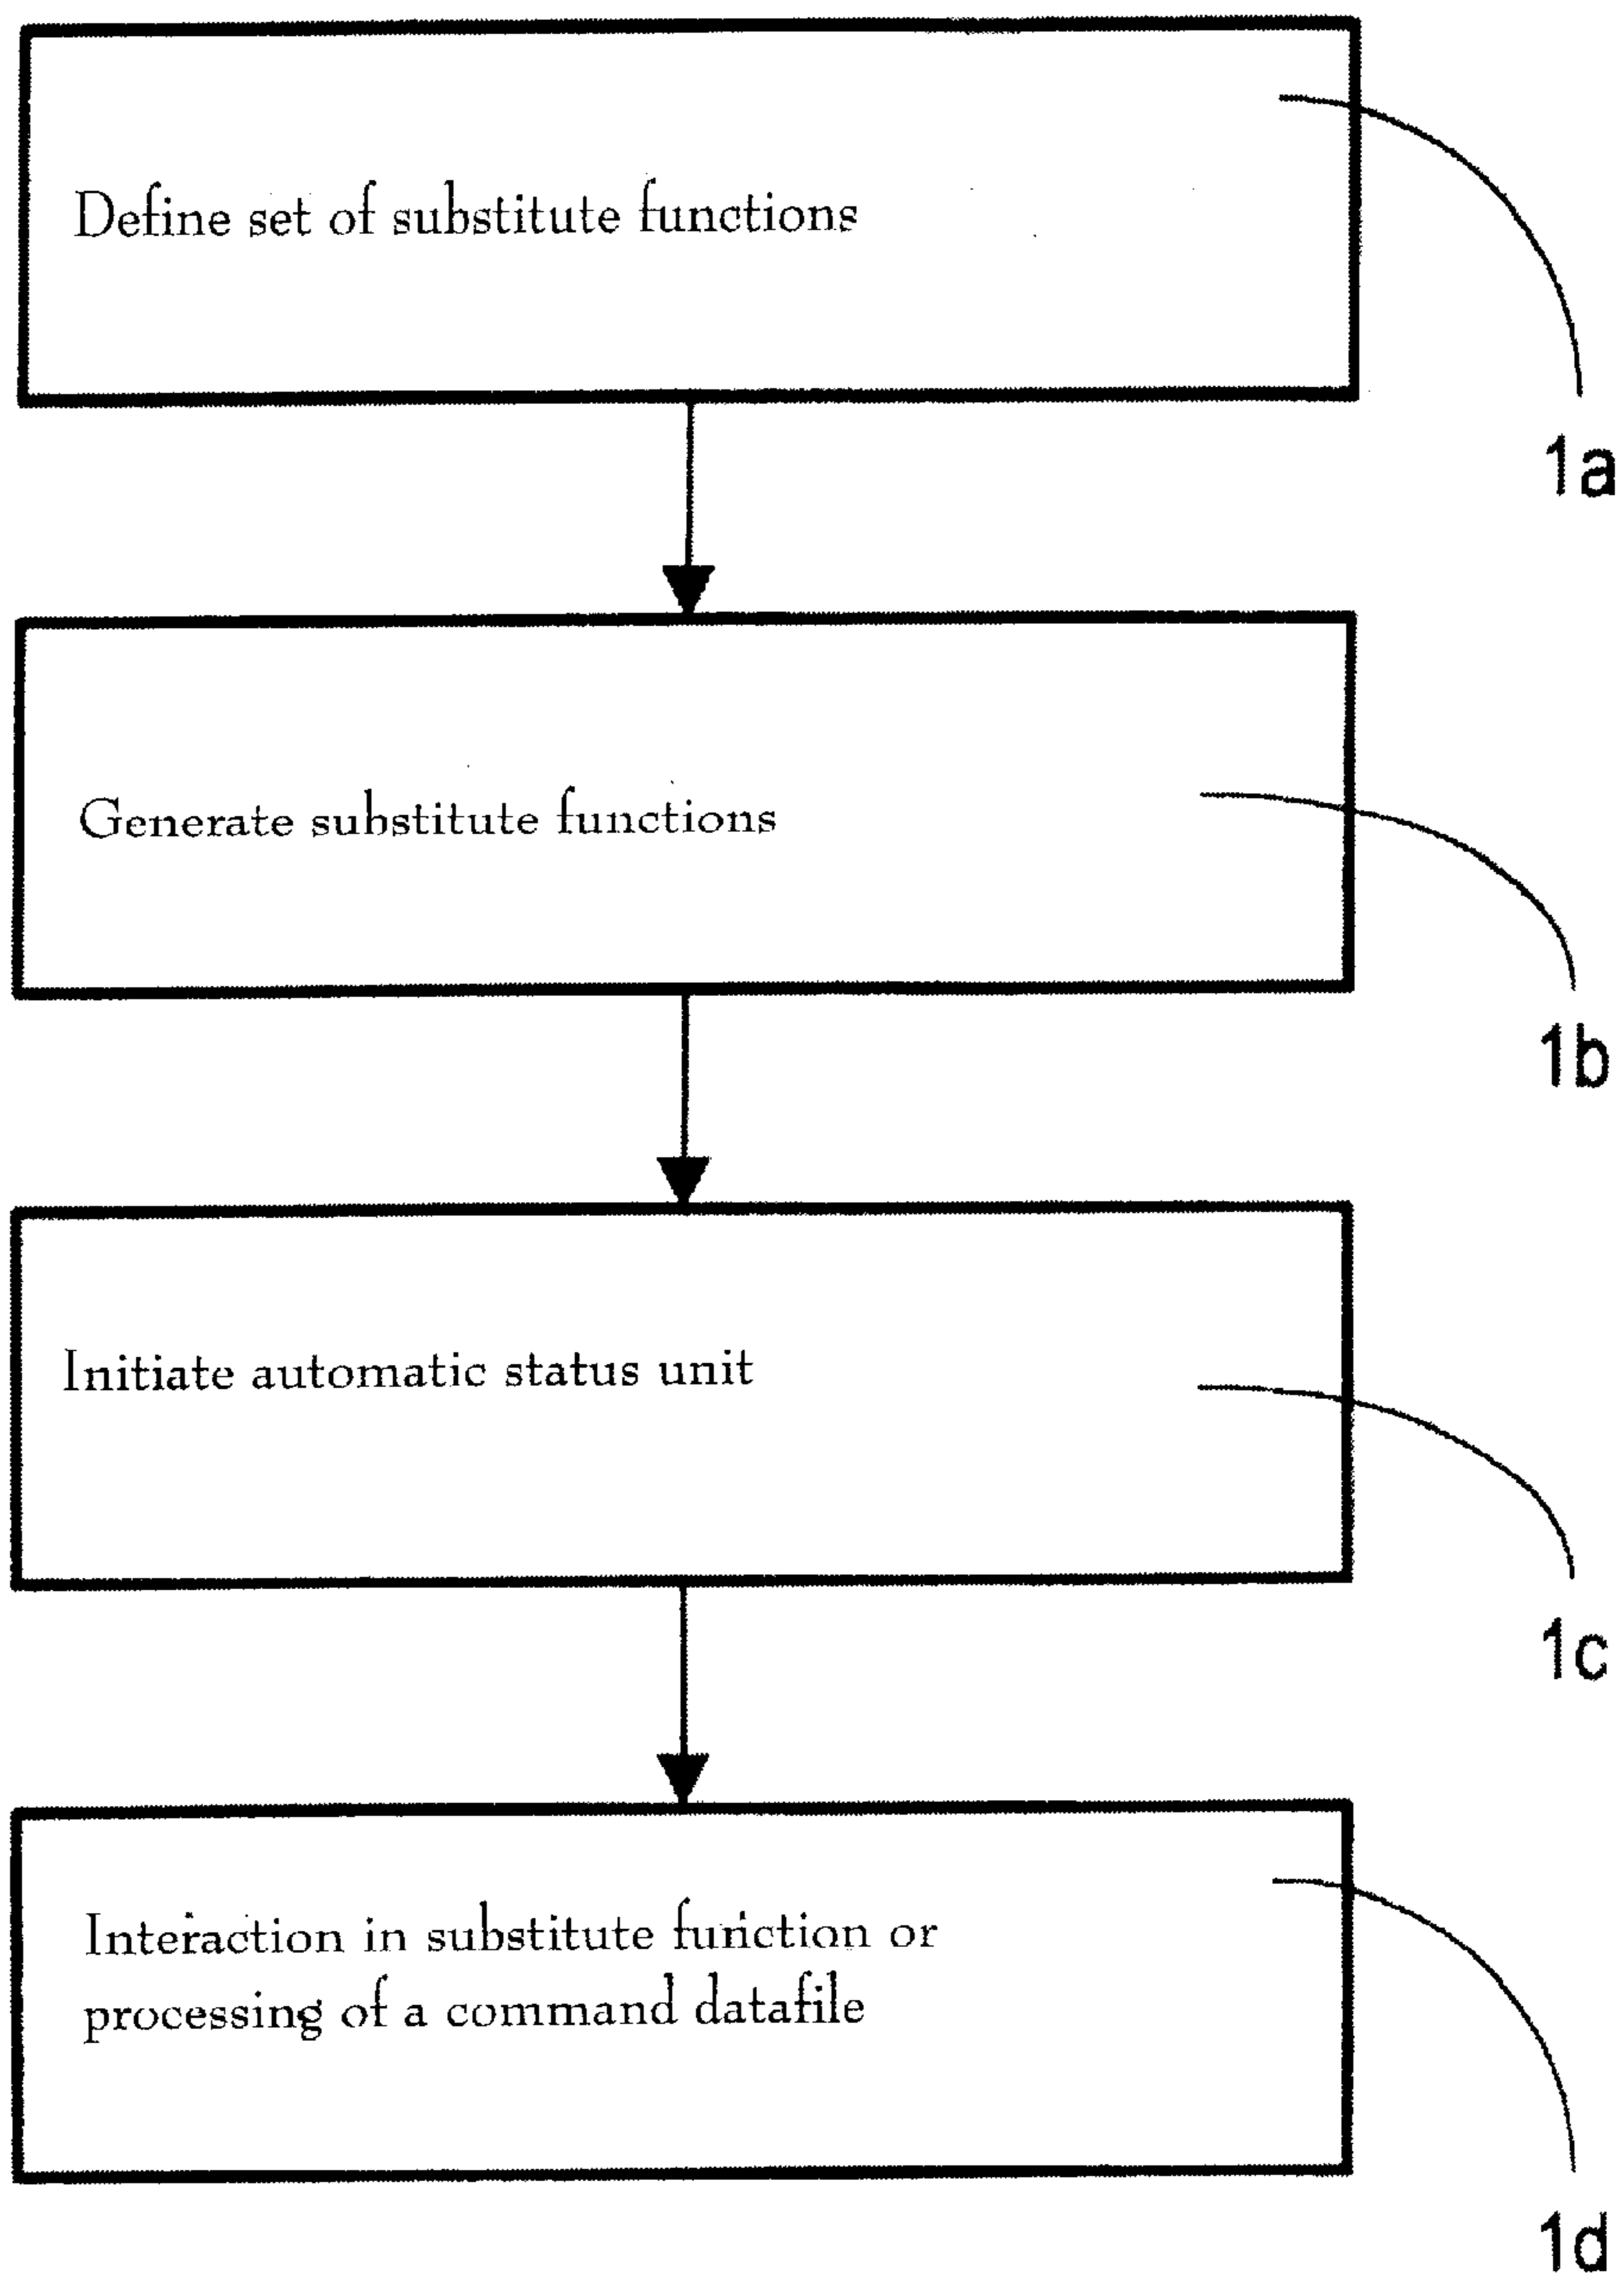 Define set of substitute functions
1a
Generate substitute functions
1b
Initiate automatic status unit
1c
Interaction in substitute function or
processing of a command datafile
1d